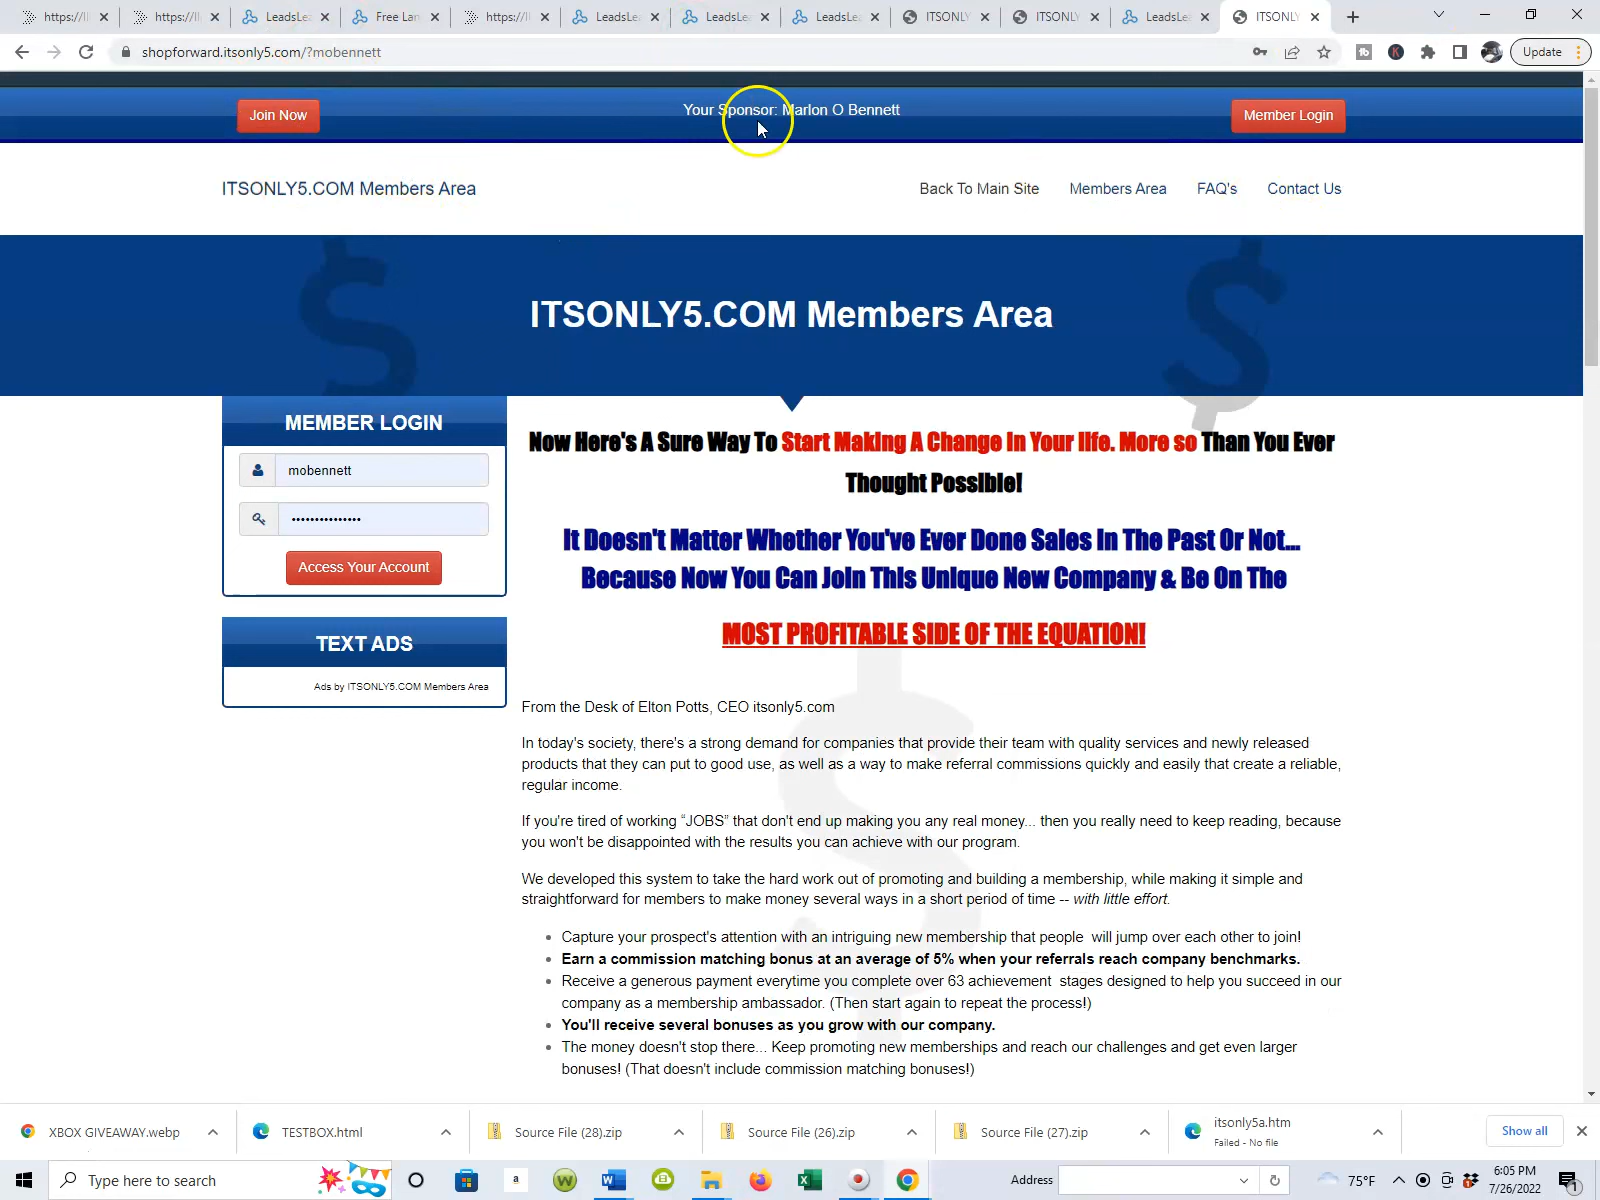 https://ll
https://ll
LeadsLea
Free Lan
https://ll
LeadsLea
LeadsLea
LeadsLea
ITSONLY
ITSONLY
LeadsLea
ITSONLY
shopforward.itsonly5.com/?mobennett
Update
Join Now
Your Sponsor: Marlon O Bennett
Member Login
ITSONLY5.COM Members Area
Back To Main Site
Members Area
FAQ's
Contact Us
ITSONLY5.COM Members Area
MEMBER LOGIN
mobennett
Access Your Account
TEXT ADS
Ads by ITSONLY5.COM Members Area
Now Here's A Sure Way To Start Making A Change In Your life. More so Than You Ever
Thought Possible!
It Doesn't Matter Whether You've Ever Done Sales In The Past Or Not...
Because Now You Can Join This Unique New Company & Be On The
MOST PROFITABLE SIDE OF THE EQUATION!
From the Desk of Elton Potts, CEO itsonly5.com
In today's society, there's a strong demand for companies that provide their team with quality services and newly released
products that they can put to good use, as well as a way to make referral commissions quickly and easily that create a reliable,
regular income.
If you're tired of working “JOBS” that don't end up making you any real money... then you really need to keep reading, because
you won't be disappointed with the results you can achieve with our program.
We developed this system to take the hard work out of promoting and building a membership, while making it simple and
straightforward for members to make money several ways in a short period of time -- with little effort.
Capture your prospect's attention with an intriguing new membership that people will jump over each other to join!
Earn a commission matching bonus at an average of 5% when your referrals reach company benchmarks.
Receive a generous payment everytime you complete over 63 achievement stages designed to help you succeed in our
company as a membership ambassador. (Then start again to repeat the process!)
You'll receive several bonuses as you grow with our company.
The money doesn't stop there... Keep promoting new memberships and reach our challenges and get even larger
bonuses! (That doesn't include commission matching bonuses!)
XBOX GIVEAWAY.webp
TESTBOX.html
Source File (28).zip
Source File (26).zip
Source File (27).zip
itsonly5a.htm
Failed - No file
Show all
Type here to search
Address
75°F
6:05 PM
7/26/2022